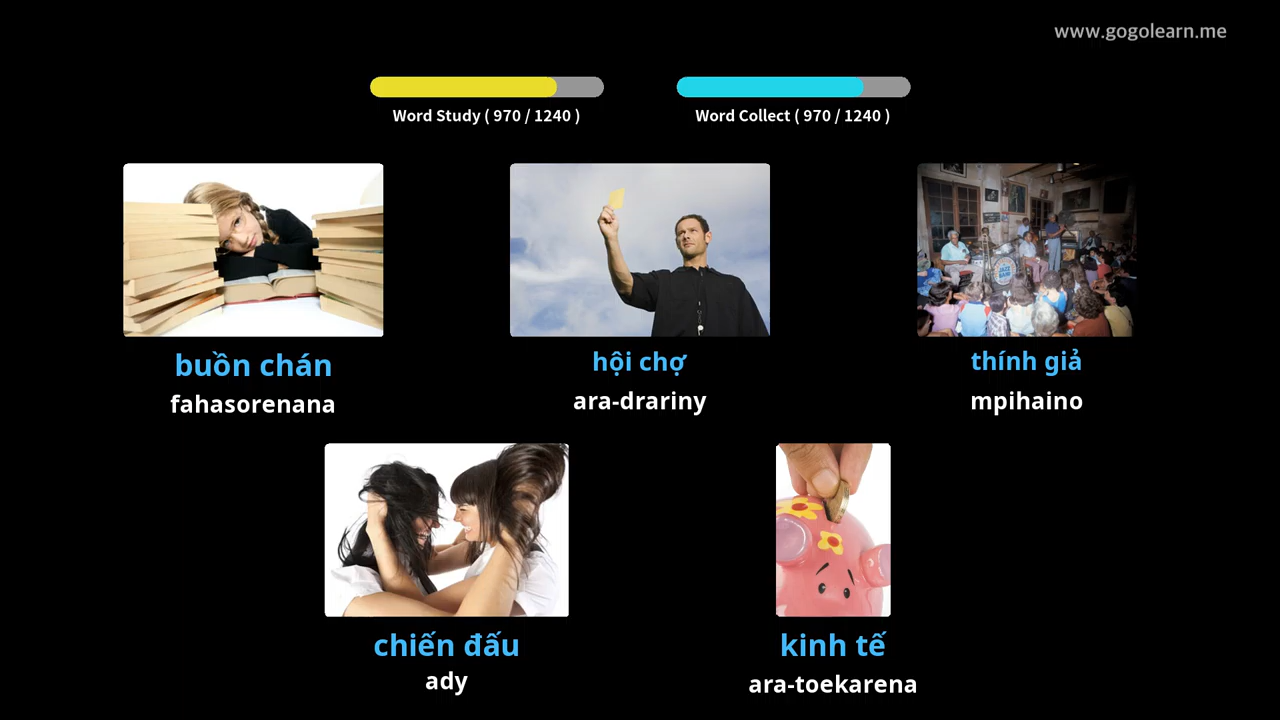 www.gogolearn.me
Word Study ( 970 / 1240 )
Word Collect ( 970 / 1240 )
buồn chán
fahasorenana
hội chợ
ara-drariny
thính giả
mpihaino
chiến đấu
ady
kinh tế
ara-toekarena